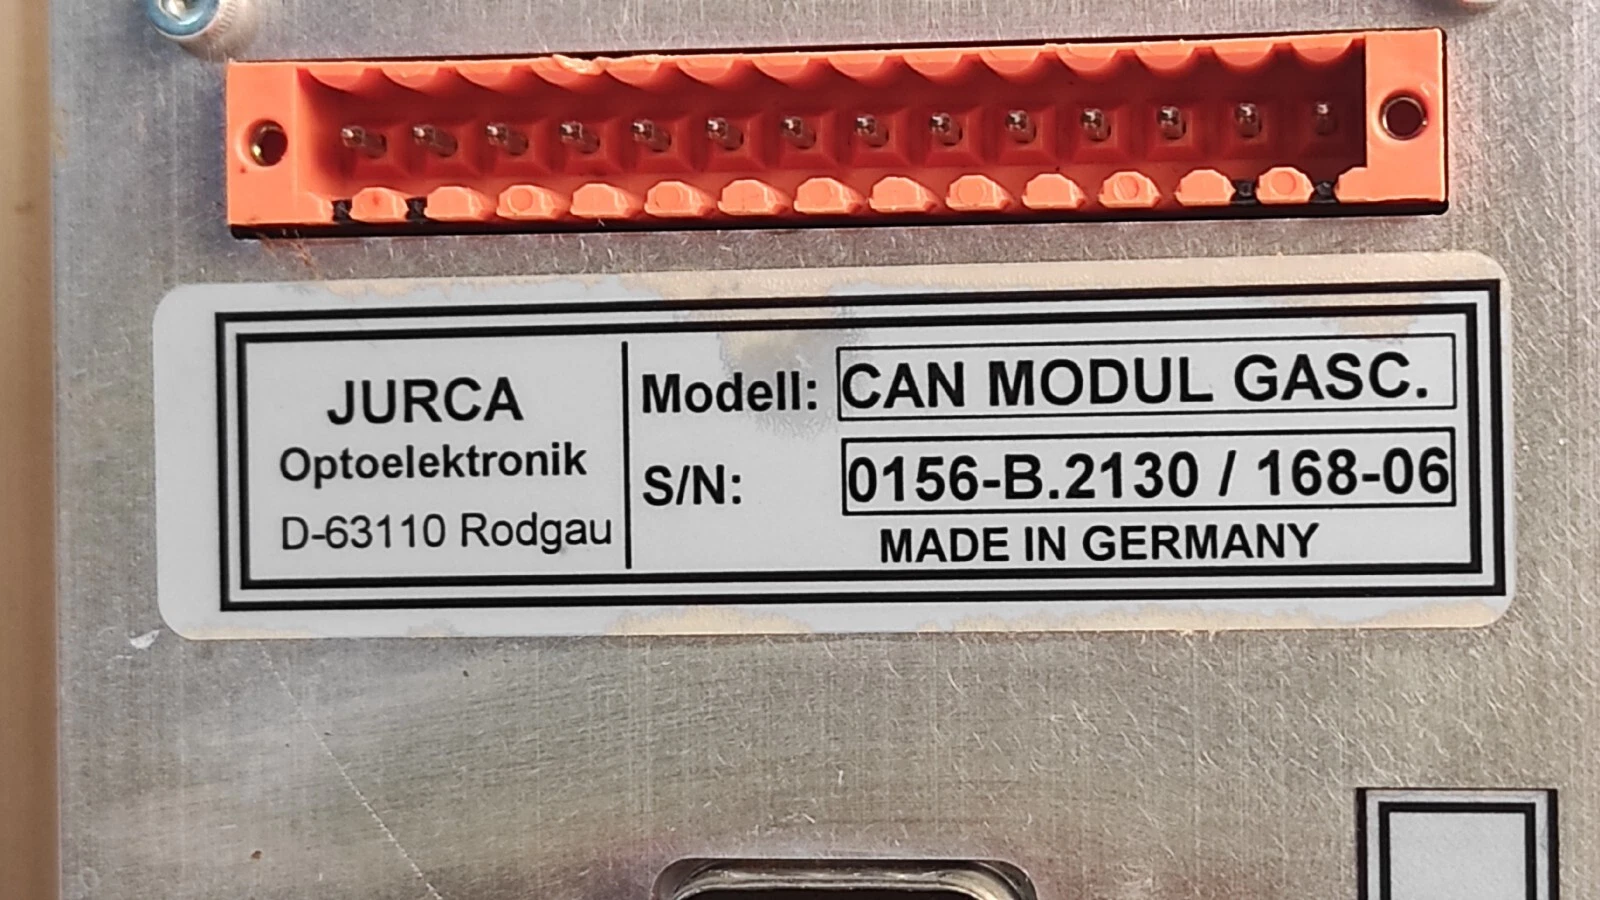 JURCA
Optoelektronik
D-63110 Rodgau
Modell: CAN MODUL GASC.
S/N: 0156-B.2130 / 168-06
MADE IN GERMANY